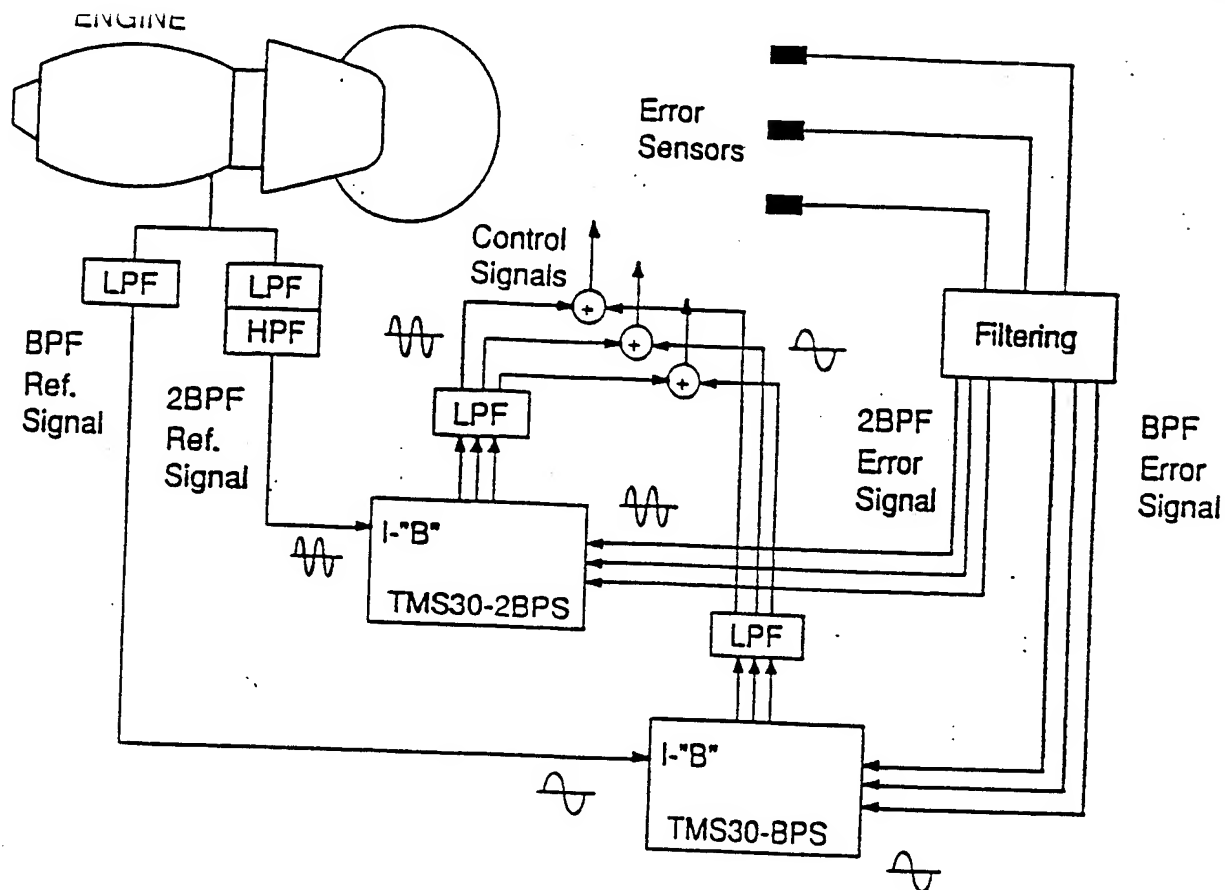 ENGINE
Error
Sensors
Control
Signals
LPF
LPF
HPF
BPF
Ref.
Signal
2BPF
Ref.
Signal
+
+
+
Filtering
LPF
2BPF
Error
Signal
BPF
Error
Signal
I-"B"
TMS30-2BPS
LPF
I-"B"
TMS30-BPS